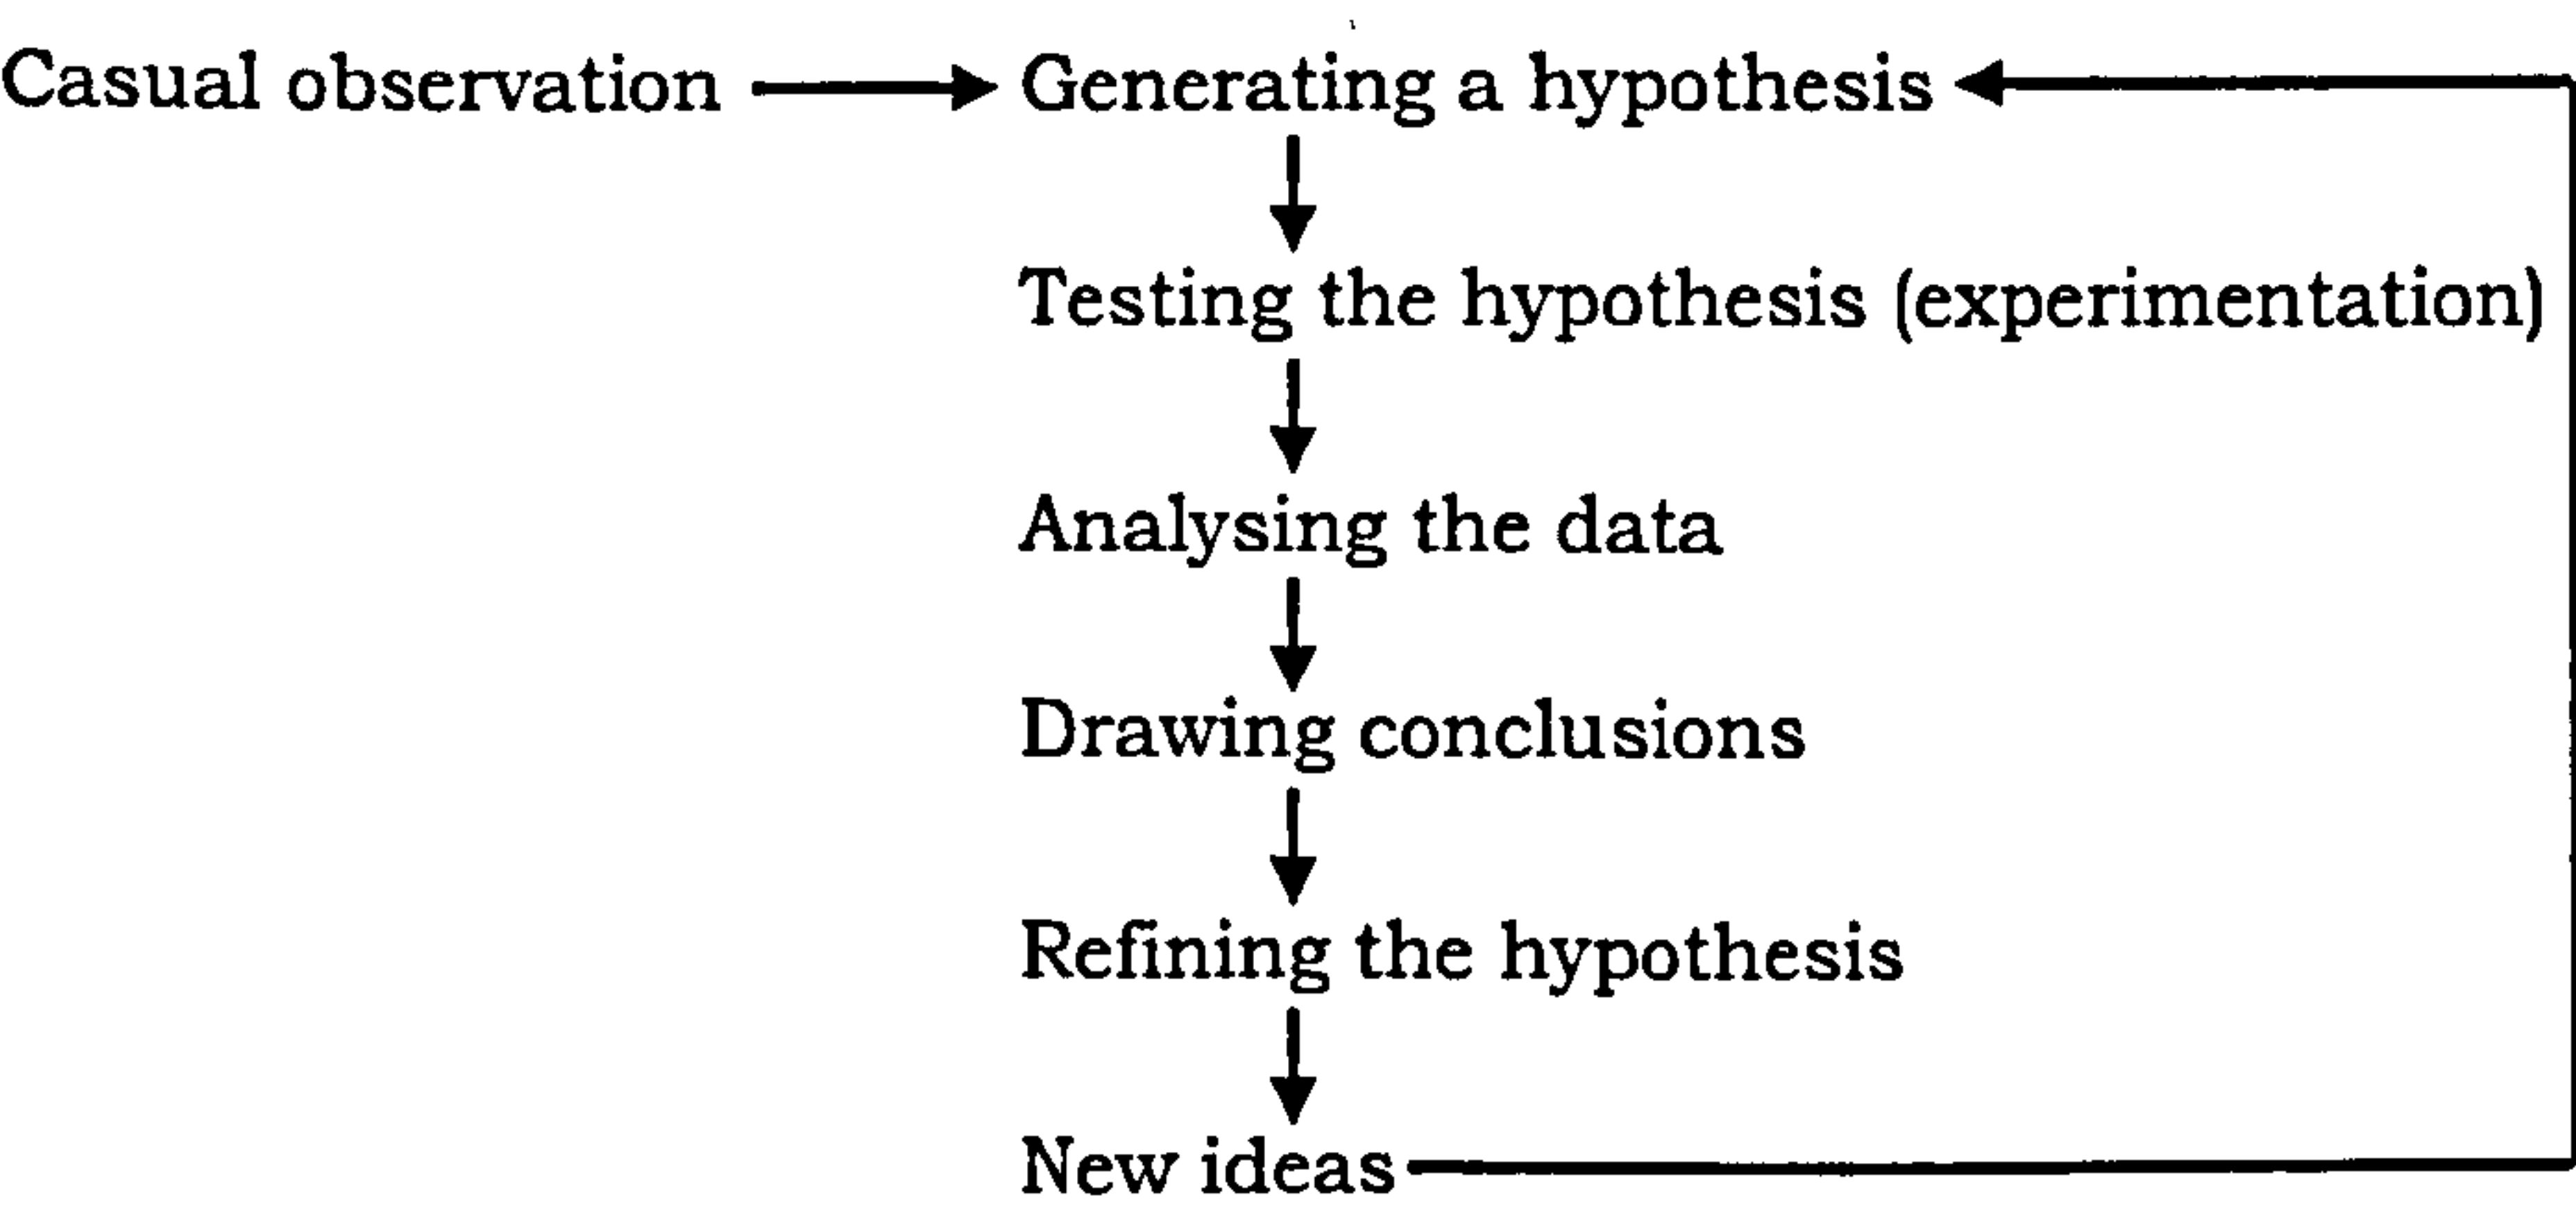 Casual observation
Generating a hypothesis
Testing the hypothesis (experimentation)
Analysing the data
Drawing conclusions
Refining the hypothesis
New ideas